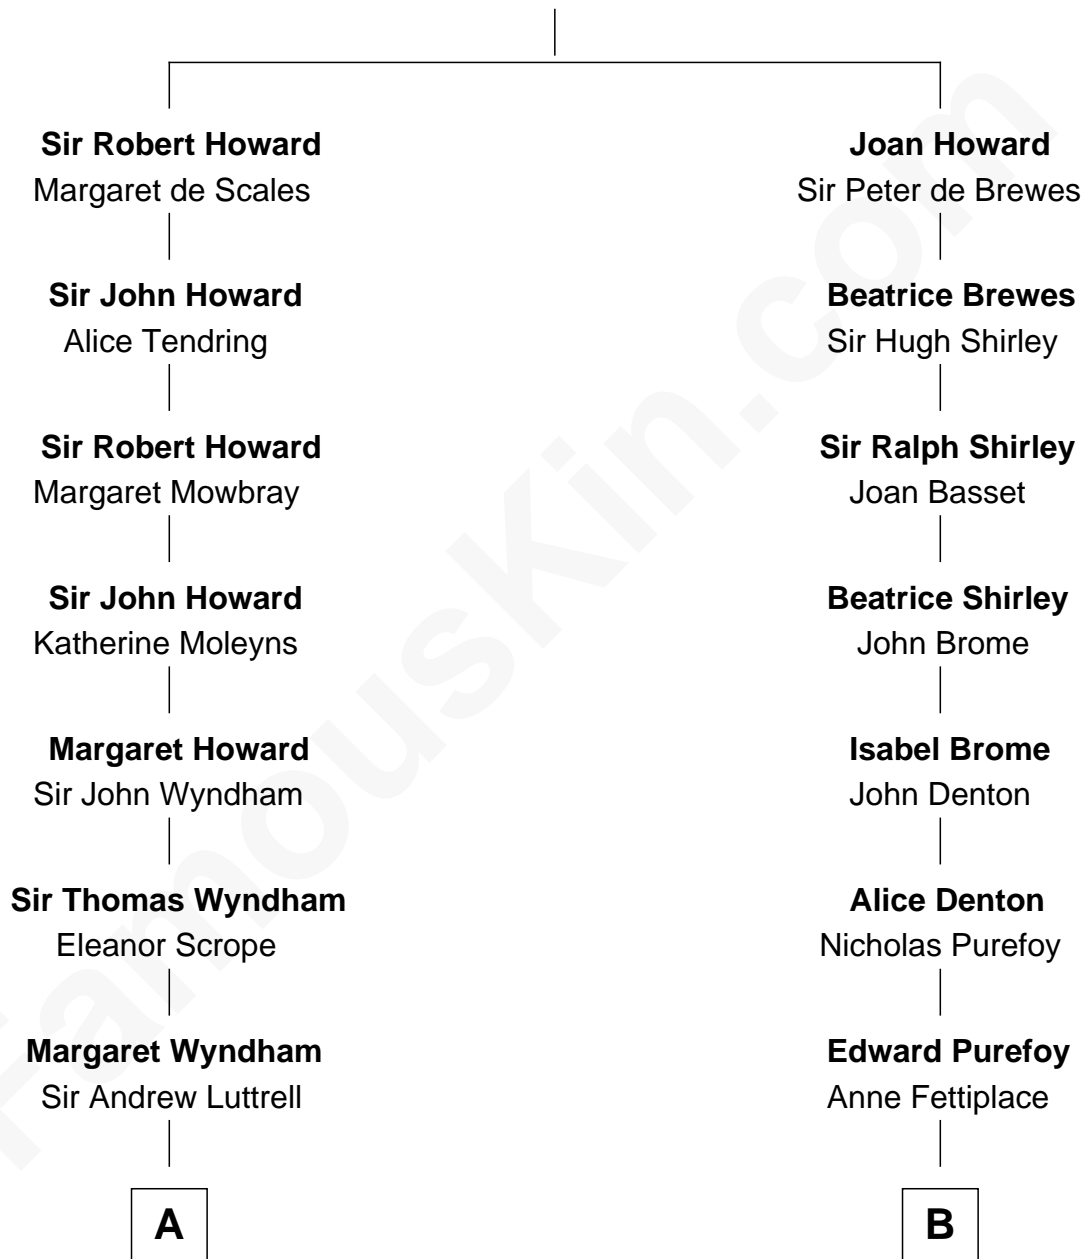 Sir Robert Howard
Margaret de Scales
Sir John Howard
Alice Tendring
Sir Robert Howard
Margaret Mowbray
Sir John Howard
Katherine Moleyns
Margaret Howard
Sir John Wyndham
Sir Thomas Wyndham
Eleanor Scrope
Margaret Wyndham
Sir Andrew Luttrell
A
Joan Howard
Sir Peter de Brewes
Beatrice Brewes
Sir Hugh Shirley
Sir Ralph Shirley
Joan Basset
Beatrice Shirley
John Brome
Isabel Brome
John Denton
Alice Denton
Nicholas Purefoy
Edward Purefoy
Anne Fettiplace
B
FamousKin.com